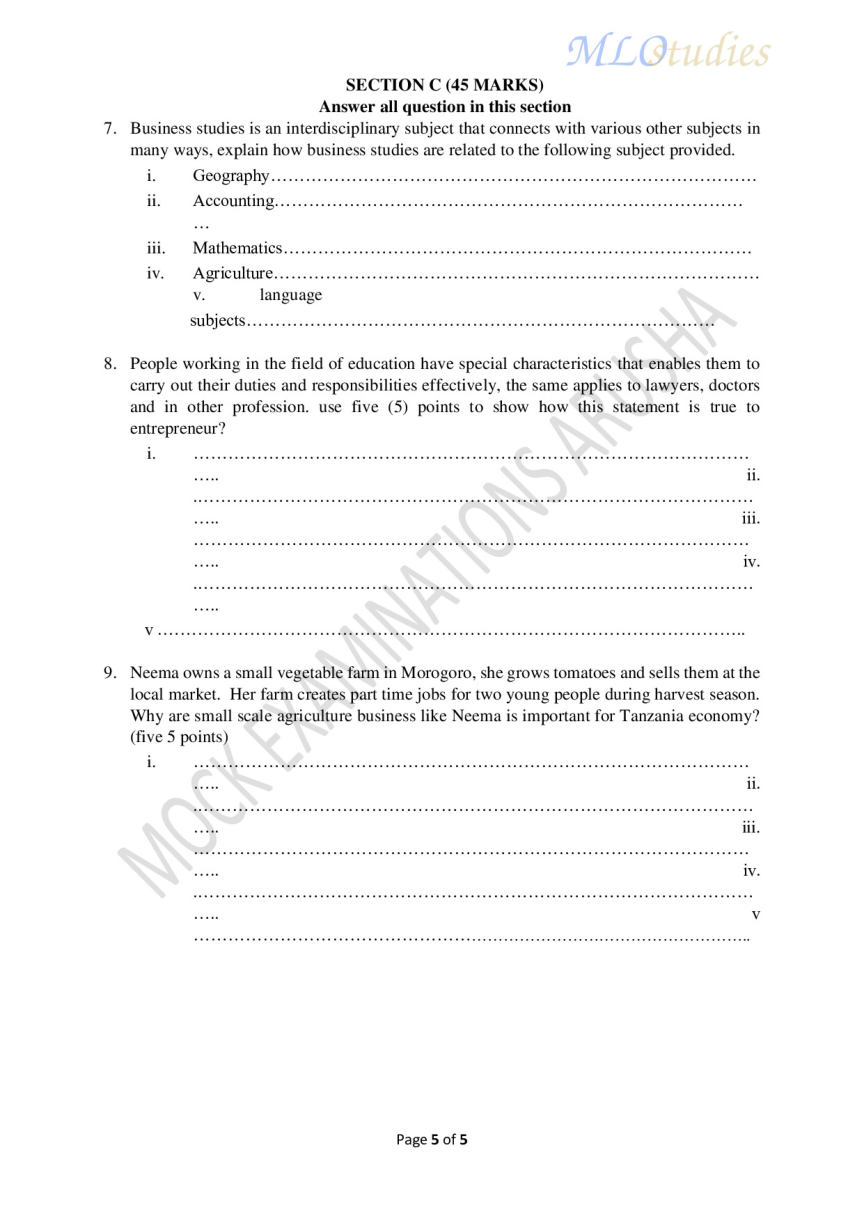 MLOstudies
SECTION C (45 MARKS)
Answer all question in this section
7. Business studies is an interdisciplinary subject that connects with various other subjects in
many ways, explain how business studies are related to the following subject provided.
i. Geography…………………………………………………………………………
ii. Accounting………………………………………………………………………
…
iii. Mathematics………………………………………………………………………
iv. Agriculture…………………………………………………………………………
v. language
subjects………………………………………………………………………
8. People working in the field of education have special characteristics that enables them to
carry out their duties and responsibilities effectively, the same applies to lawyers, doctors
and in other profession. use five (5) points to show how this statement is true to
entrepreneur?
i. ……………………………………………………………………………………
….. ii.
.……………………………………………………………………………………
….. iii.
……………………………………………………………………………………
….. iv.
.……………………………………………………………………………………
…..
v ………………………………………………………………………………………..
9. Neema owns a small vegetable farm in Morogoro, she grows tomatoes and sells them at the
local market. Her farm creates part time jobs for two young people during harvest season.
Why are small scale agriculture business like Neema is important for Tanzania economy?
(five 5 points)
i. ……………………………………………………………………………………
….. ii.
.……………………………………………………………………………………
….. iii.
……………………………………………………………………………………
….. iv.
.……………………………………………………………………………………
….. v
……………………………………………………………………………………..
MOCK EXAMINATIONS ARUSHA
Page 5 of 5